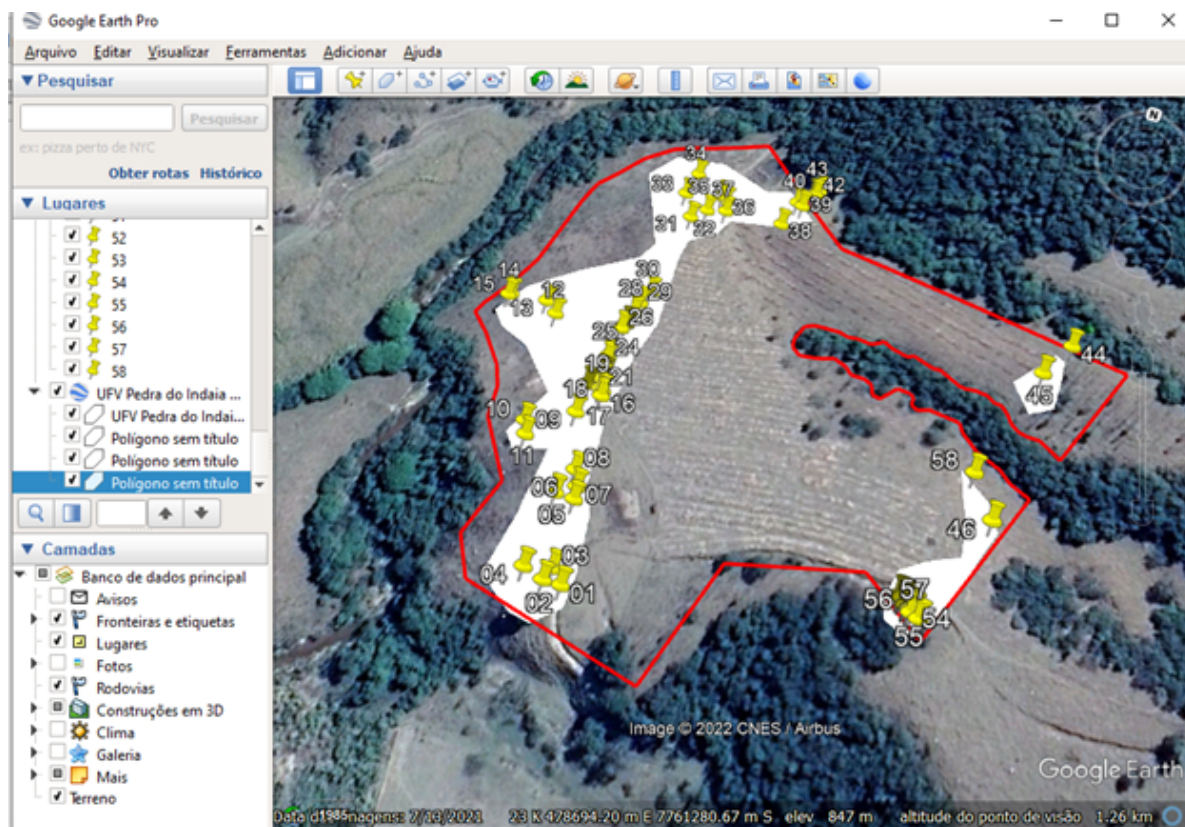 Google Earth Pro
Arquivo Editar Visualizar Ferramentas Adicionar Ajuda
Pesquisar
Pesquisar
ex: pizza perto de NYC
Obter rotas Histórico
Lugares
52
53
54
55
56
57
58
UFV Pedra do Indaia ...
UFV Pedra do Indai...
Polígono sem título
Polígono sem título
Polígono sem título
Camadas
Banco de dados principal
Avisos
Fronteiras e etiquetas
Lugares
Fotos
Rodovias
Construções em 3D
Clima
Galeria
Mais
Terreno
N
34
43
33 35 37 40 42
36 39
31 32 38
14 30
15 12 28 29
13 26
25 24 44
19
18 21 45
10 09 17 16
11 08 58
06 07
05 46
03
04 57
02 01 56 54
55
Image © 2022 CNES / Airbus
Google Earth
1985
Data d nagens: 7/13/2021 23 K 478694.20 m E 7761280.67 m S elev 847 m altitude do ponto de visão 1.26 km